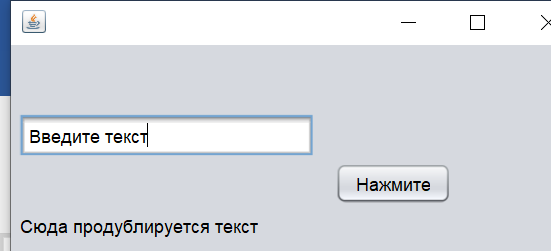 Введите текст
Нажмите
Сюда продублируется текст